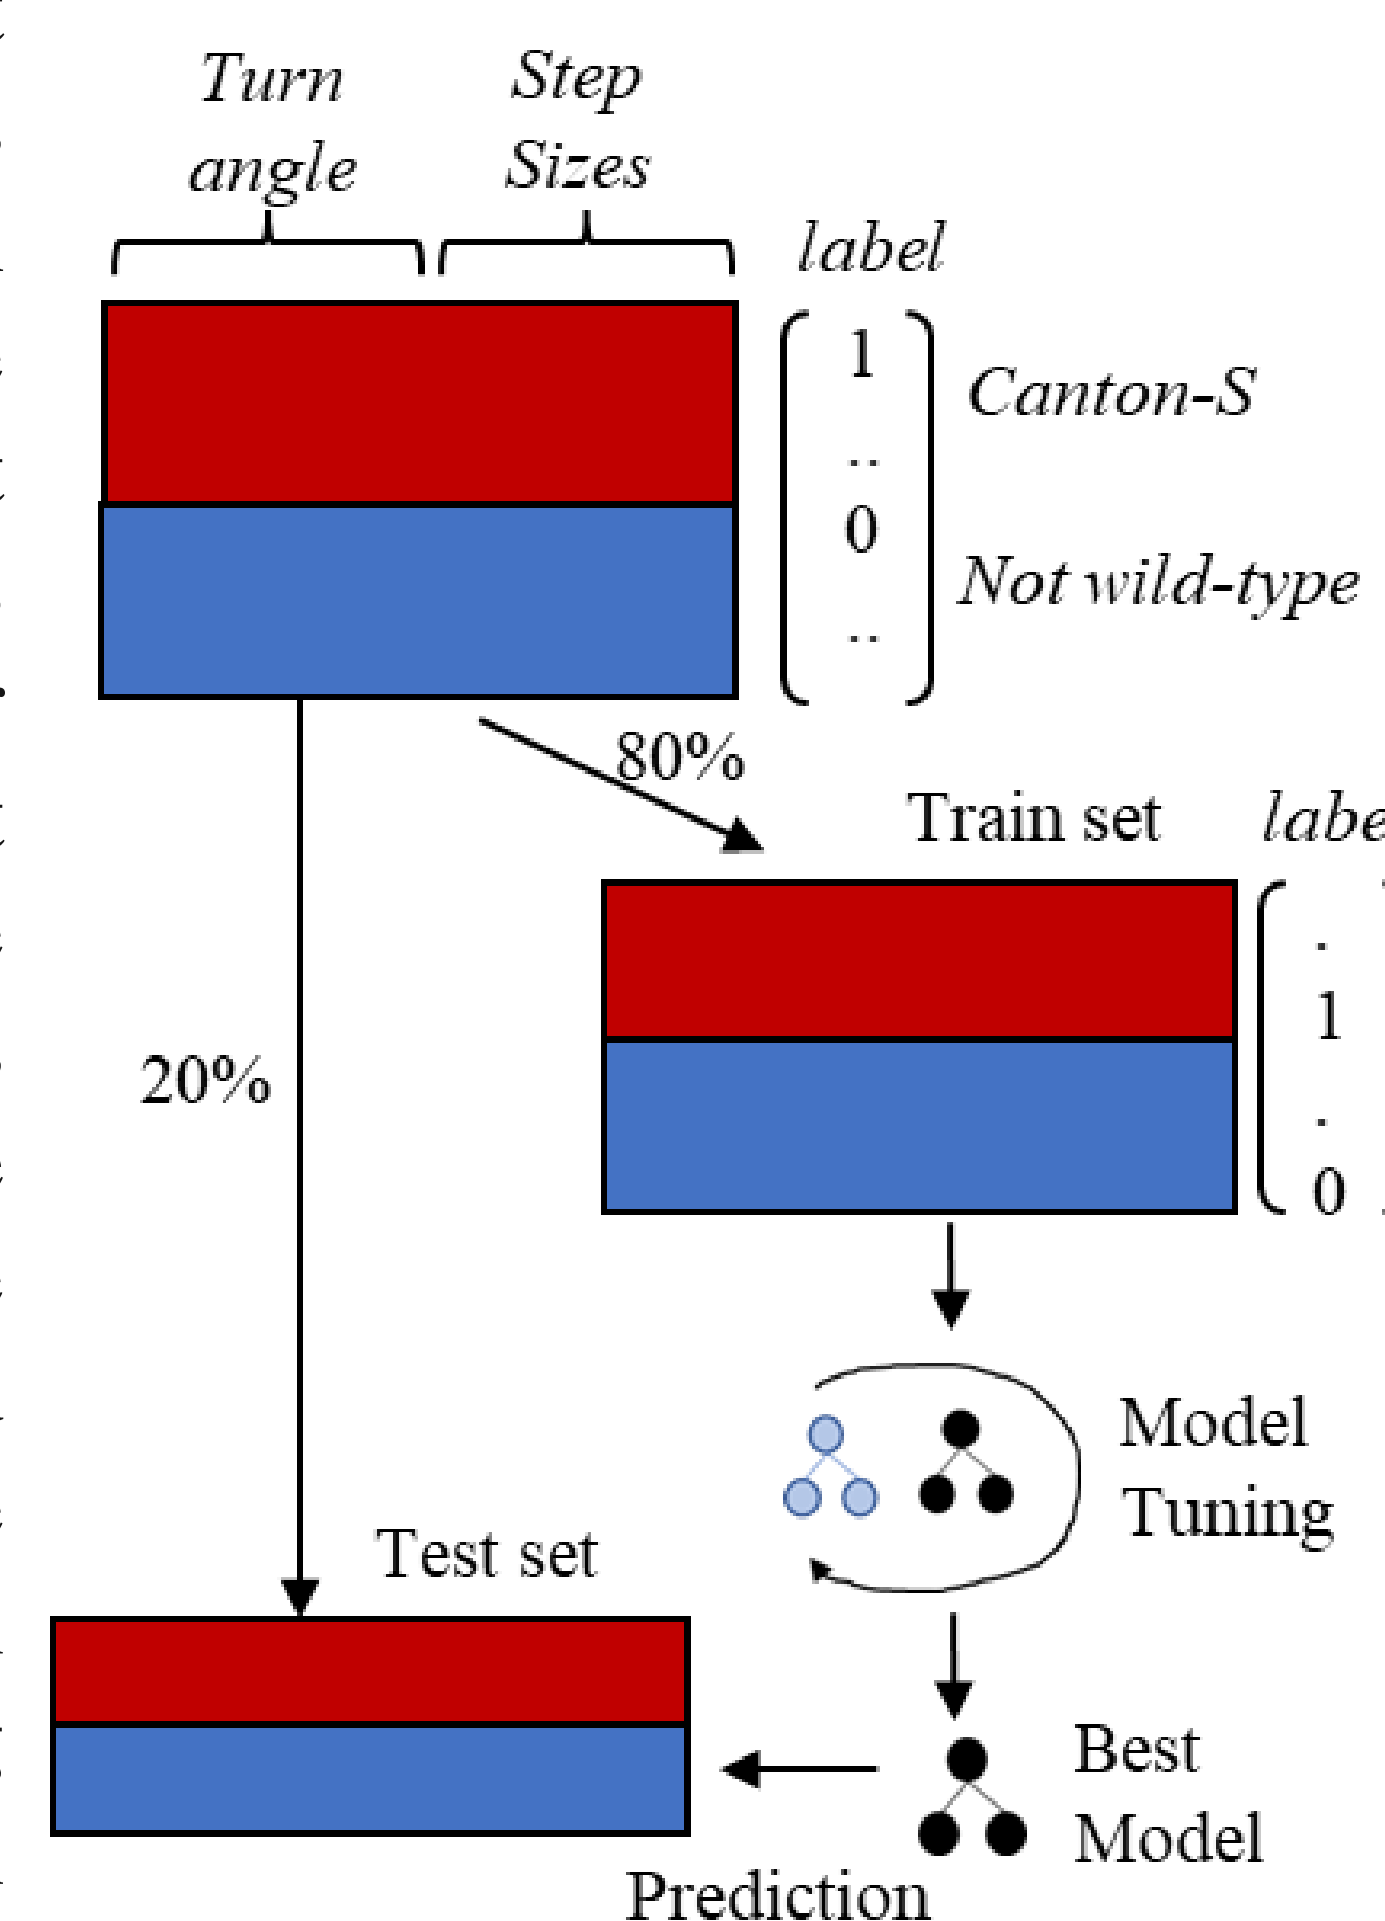 Turn
angle
Step
Sizes
label
1
..
0
..
Canton-S
Not wild-type
80%
Train set
labe
.
1
.
0
20%
Model
Tuning
Test set
Best
Model
Prediction